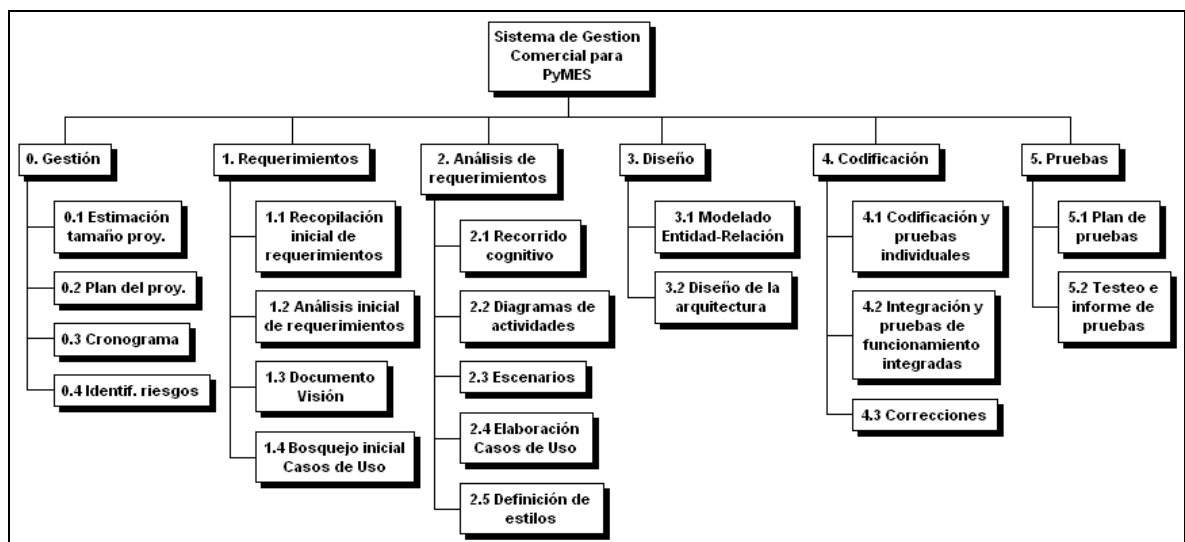 Sistema de Gestion
Comercial para
PyMES
0. Gestión
0.1 Estimación
tamaño proy.
0.2 Plan del proy.
0.3 Cronograma
0.4 Identif. riesgos
1. Requerimientos
1.1 Recopilación
inicial de
requerimientos
1.2 Análisis inicial
de requerimientos
1.3 Documento
Visión
1.4 Bosquejo inicial
Casos de Uso
2. Análisis de
requerimientos
2.1 Recorrido
cognitivo
2.2 Diagramas de
actividades
2.3 Escenarios
2.4 Elaboración
Casos de Uso
2.5 Definición de
estilos
3. Diseño
3.1 Modelado
Entidad-Relación
3.2 Diseño de la
arquitectura
4. Codificación
4.1 Codificación y
pruebas
individuales
4.2 Integración y
pruebas de
funcionamiento
integradas
4.3 Correcciones
5. Pruebas
5.1 Plan de
pruebas
5.2 Testeo e
informe de
pruebas